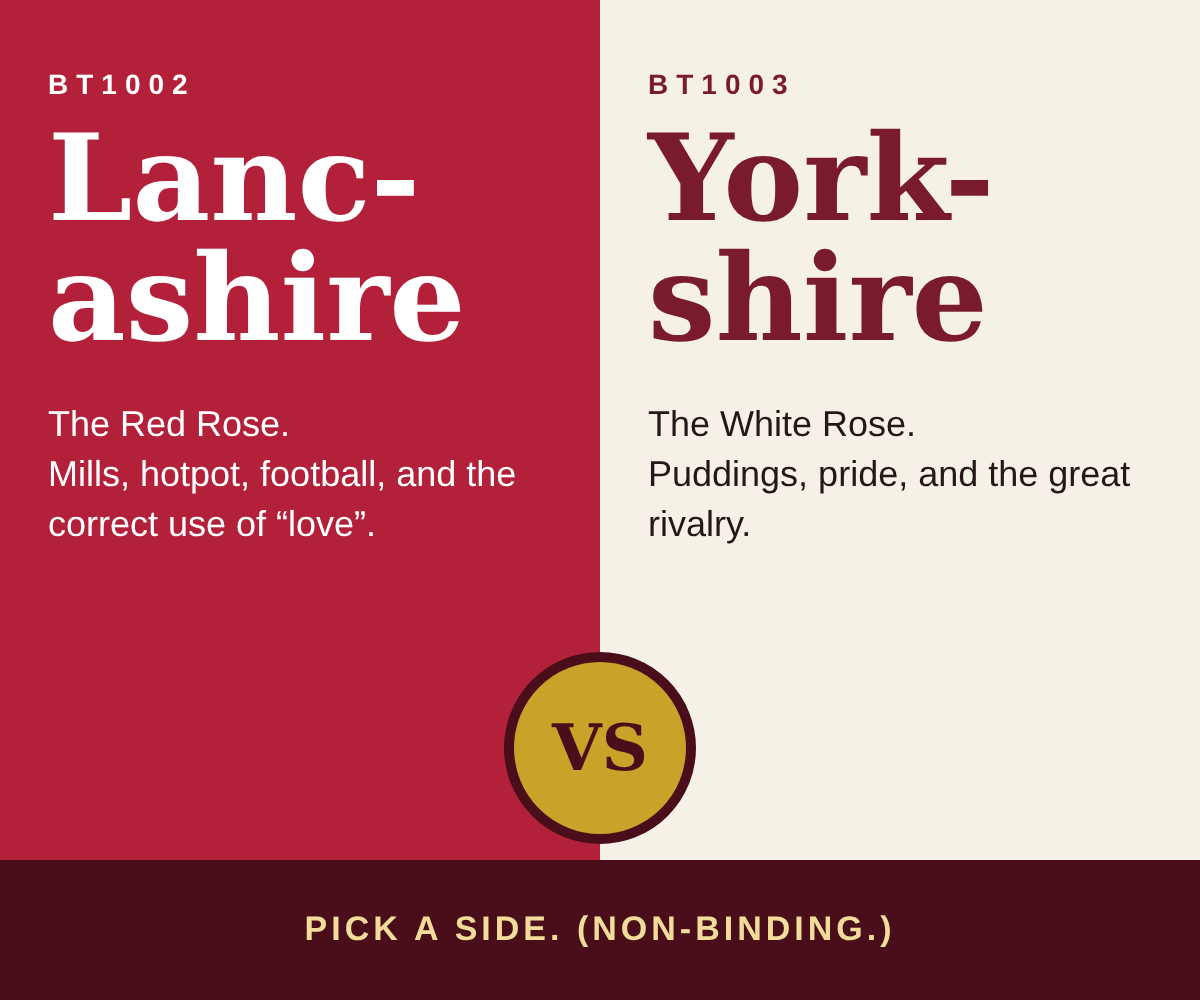 BT1002
Lanc-
ashire
The Red Rose.
Mills, hotpot, football, and the
correct use of “love”.
BT1003
York-
shire
The White Rose.
Puddings, pride, and the great
rivalry.
VS
PICK A SIDE. (NON-BINDING.)